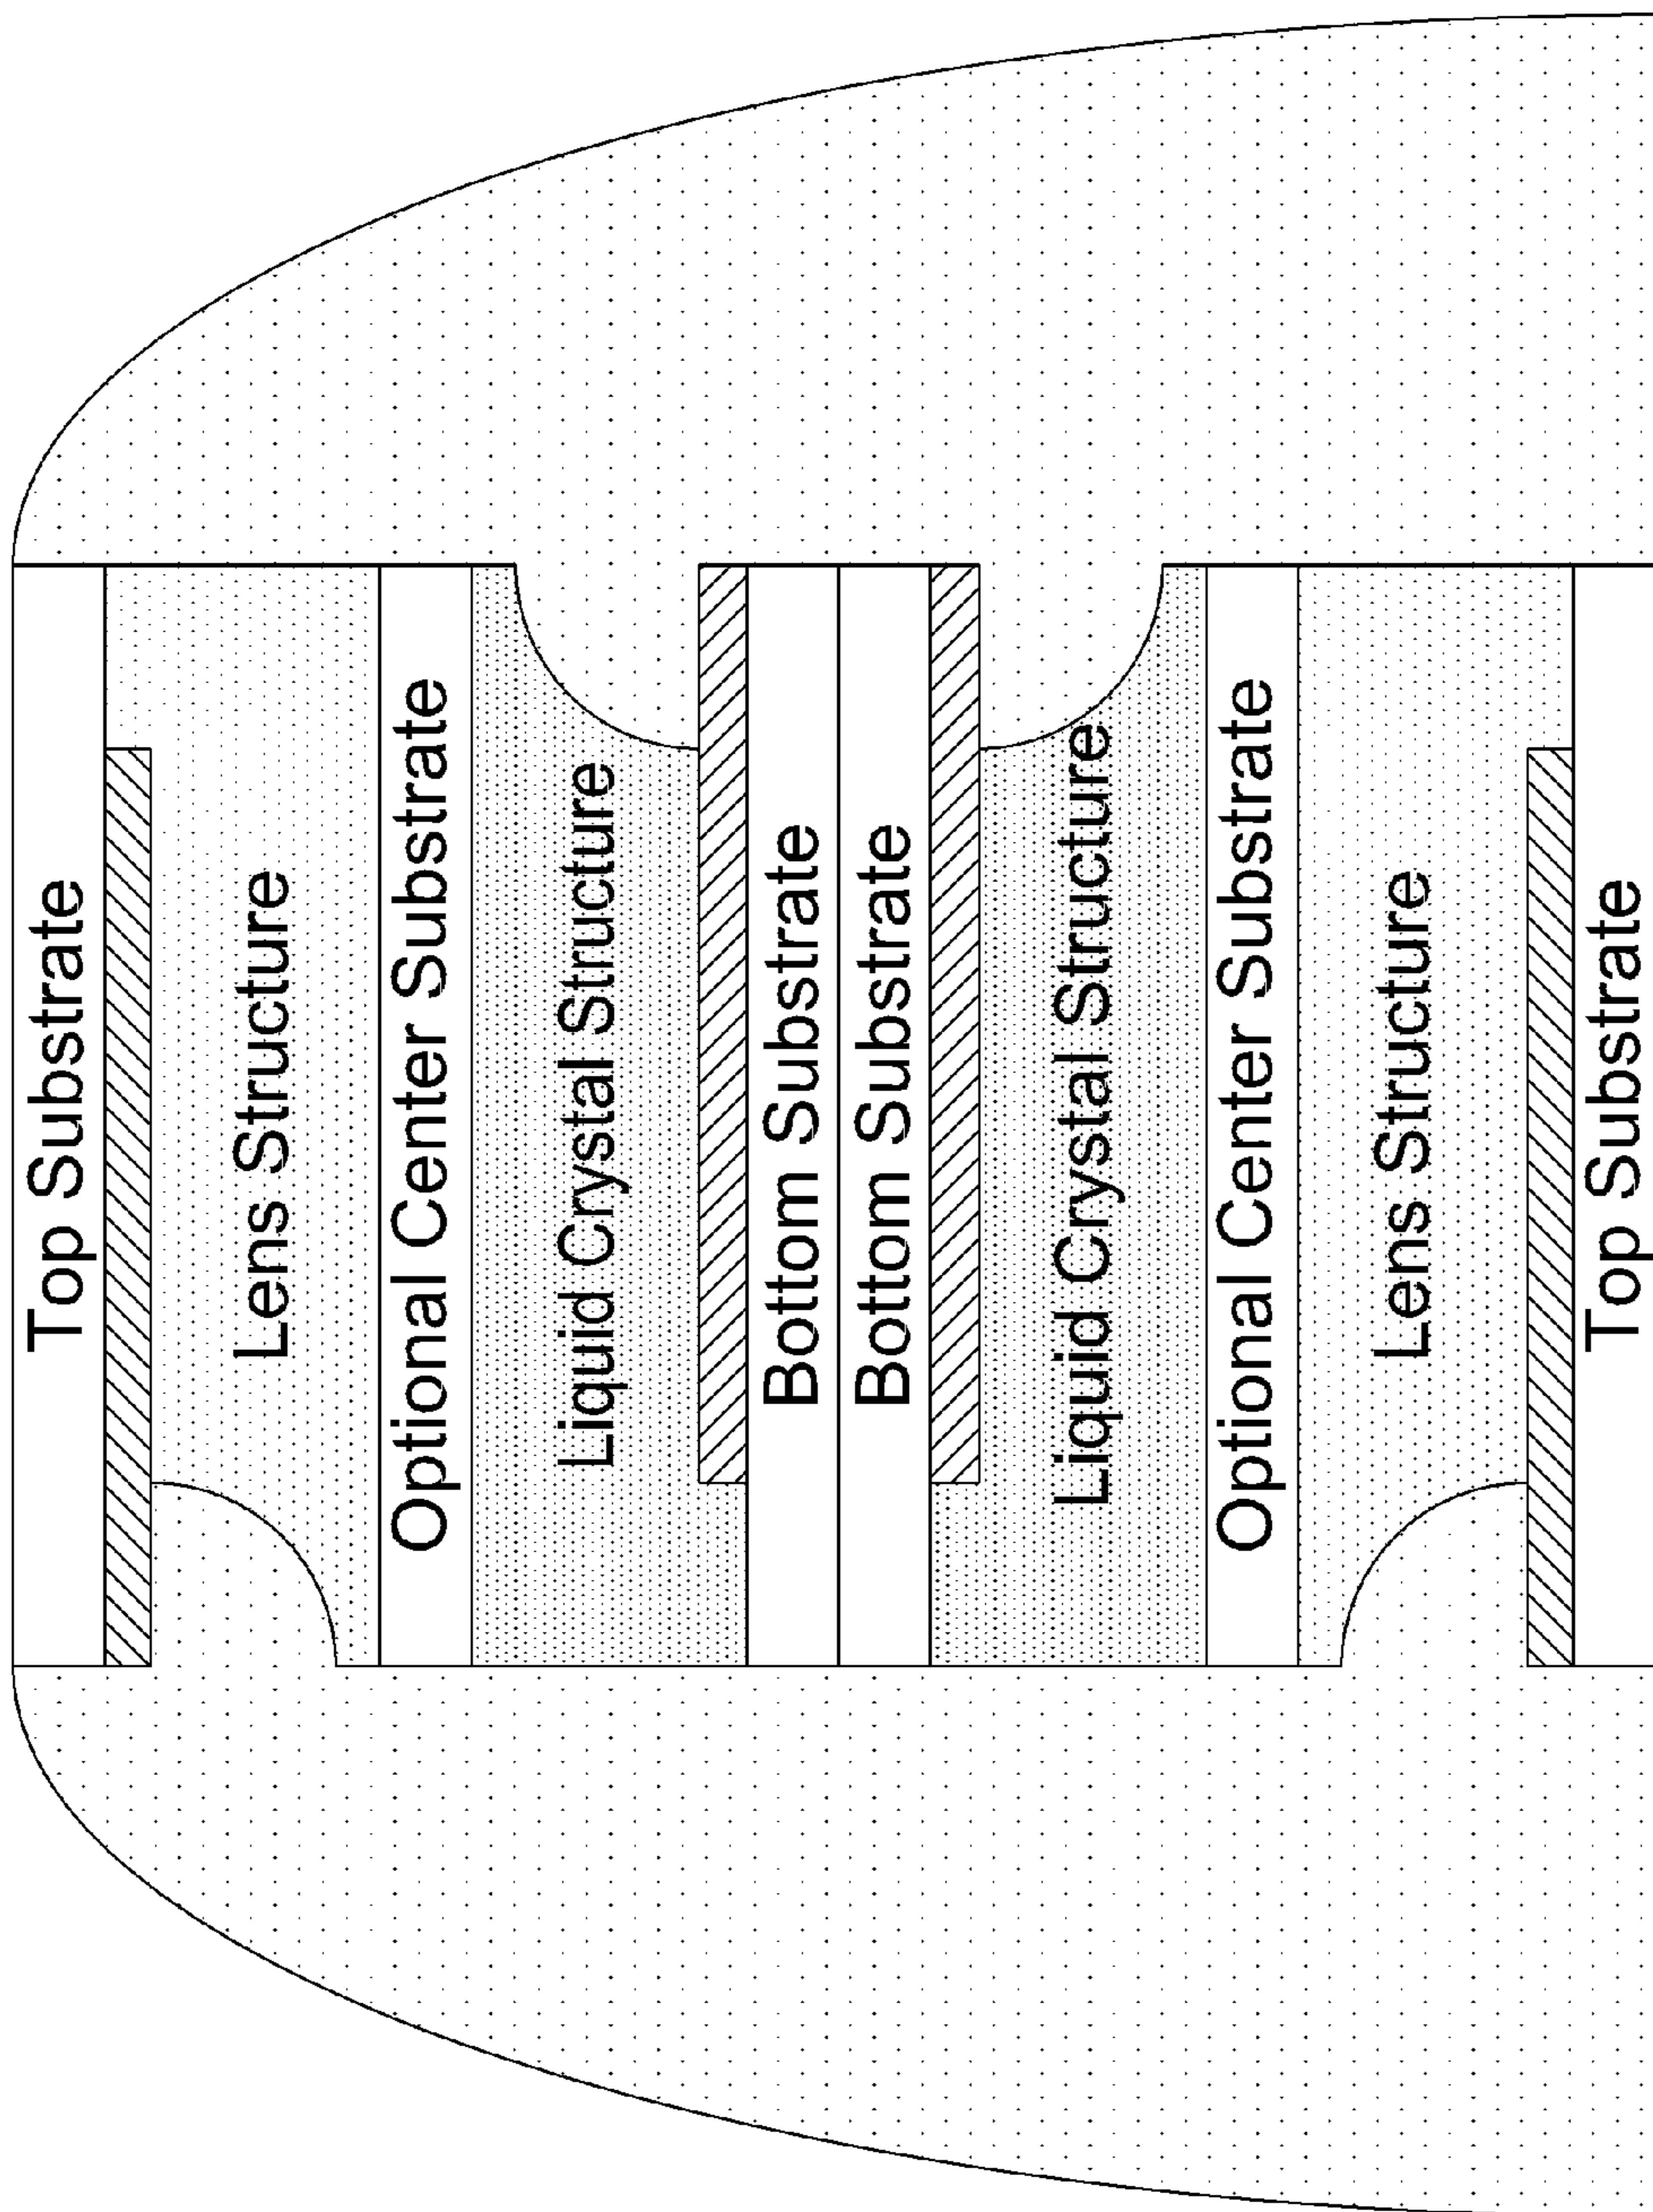 Top Substrate
Lens Structure
Optional Center Substrate
Liquid Crystal Structure
Bottom Substrate
Bottom Substrate
Liquid Crystal Structure
Optional Center Substrate
Lens Structure
Top Substrate